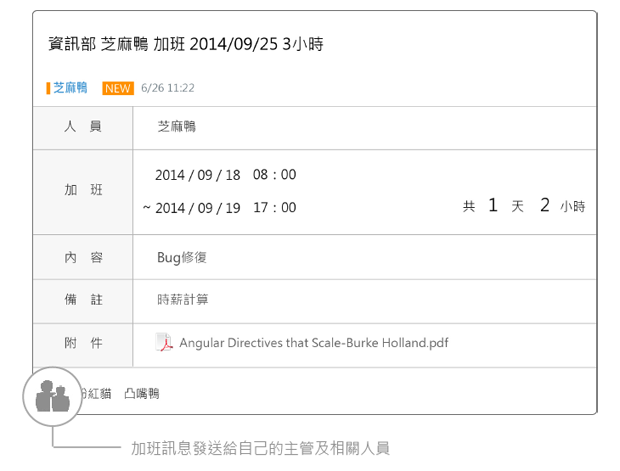 資訊部 芝麻鴨 加班 2014/09/25 3小時
芝麻鴨 NEW 6/26 11:22
人 員 芝麻鴨
加 班 2014 / 09 / 18 08 : 00
~ 2014 / 09 / 19 17 : 00 共 1 天 2 小時
內 容 Bug修復
備 註 時薪計算
附 件 Angular Directives that Scale-Burke Holland.pdf
粉紅貓 凸嘴鴨
加班訊息發送給自己的主管及相關人員